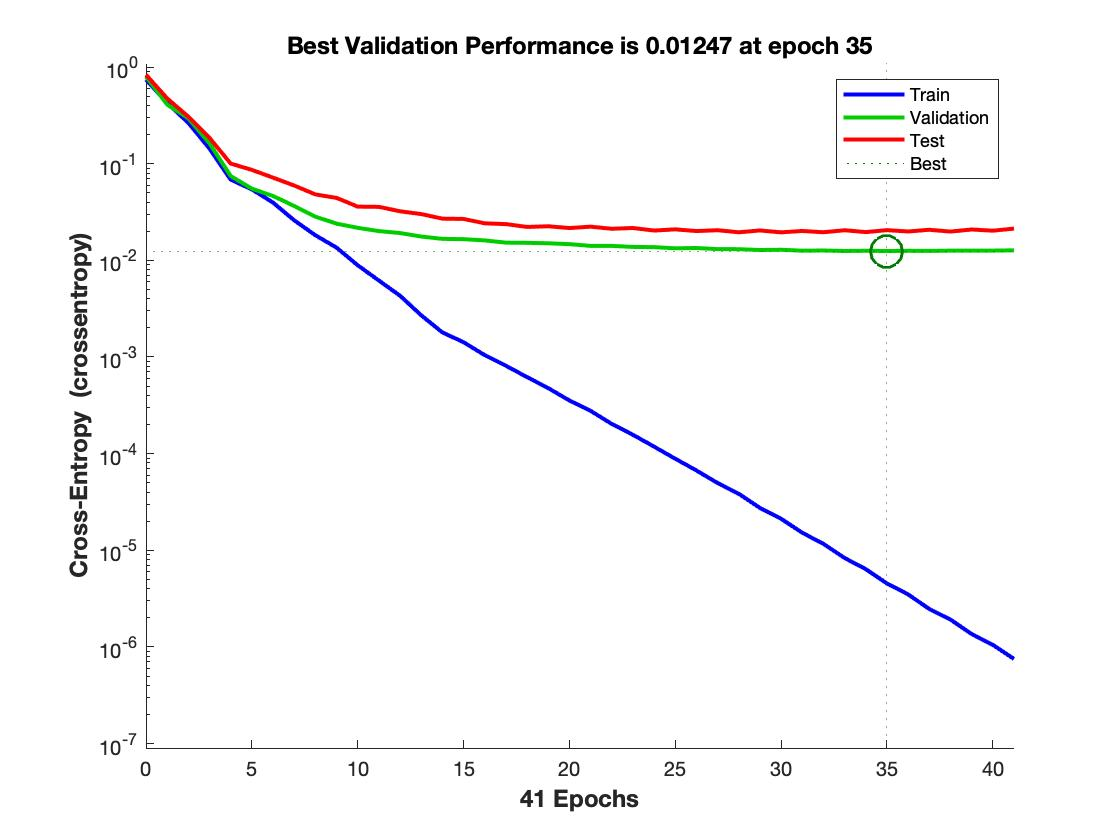 Best Validation Performance is 0.01247 at epoch 35
Train
Validation
Test
Best
Cross-Entropy (crossentropy)
10^0
10^-1
10^-2
10^-3
10^-4
10^-5
10^-6
10^-7
0 5 10 15 20 25 30 35 40
41 Epochs